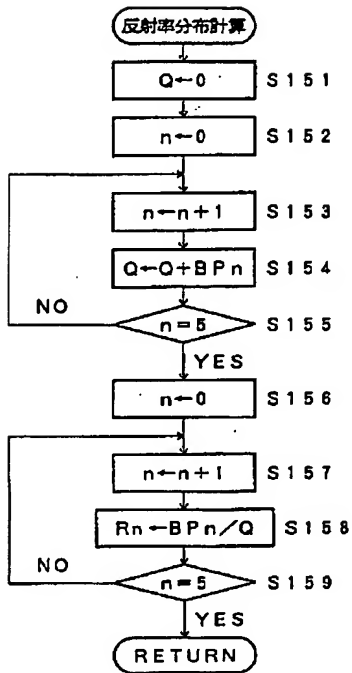 反射率分布計算
Q←0 S151
n←0 S152
n←n+1 S153
Q←Q+BPn S154
NO
n=5 S155
YES
n←0 S156
n←n+1 S157
Rn←BPn/Q S158
NO
n=5 S159
YES
RETURN